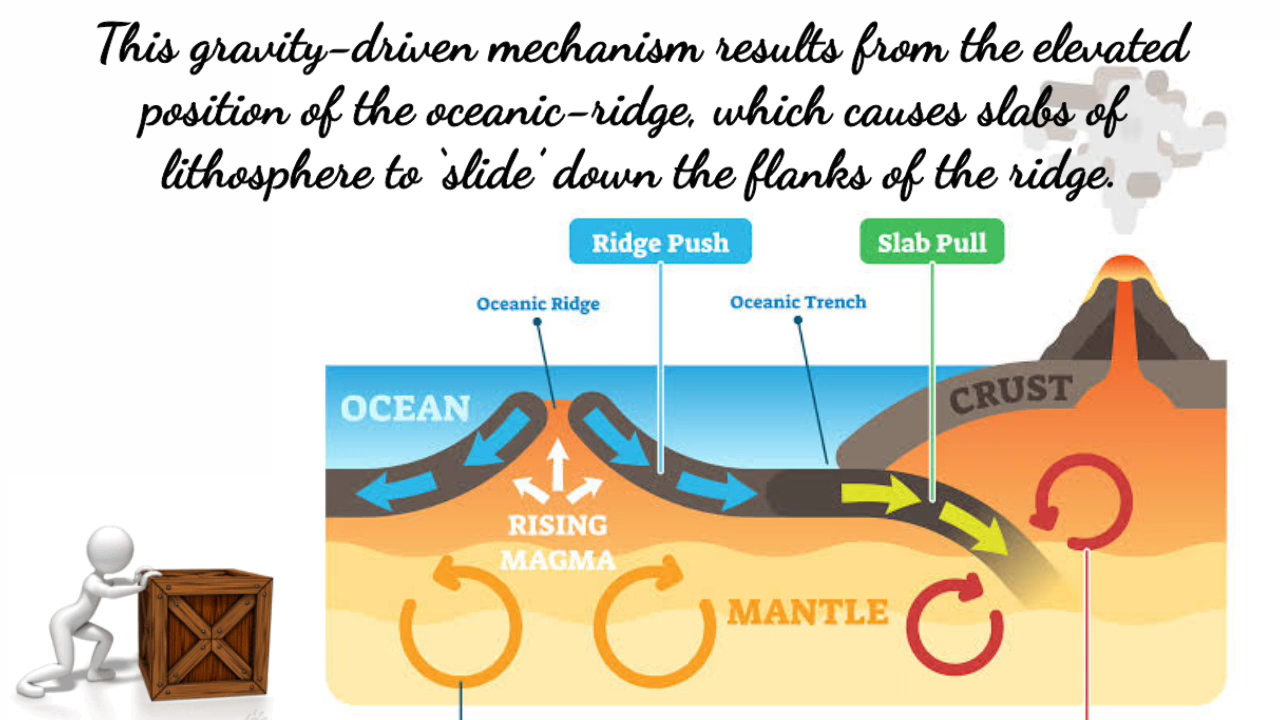 This gravity-driven mechanism results from the elevated
position of the oceanic-ridge, which causes slabs of
lithosphere to `slide´ down the flanks of the ridge.
Ridge Push
Slab Pull
Oceanic Ridge
Oceanic Trench
OCEAN
CRUST
RISING
MAGMA
MANTLE